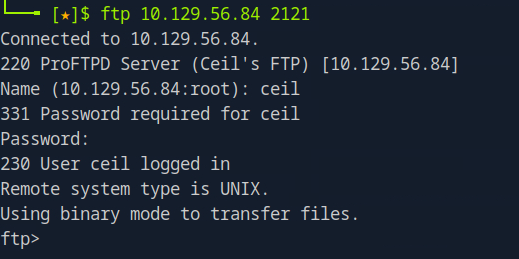 [★]$ ftp 10.129.56.84 2121
Connected to 10.129.56.84.
220 ProFTPD Server (Ceil's FTP) [10.129.56.84]
Name (10.129.56.84:root): ceil
331 Password required for ceil
Password:
230 User ceil logged in
Remote system type is UNIX.
Using binary mode to transfer files.
ftp>